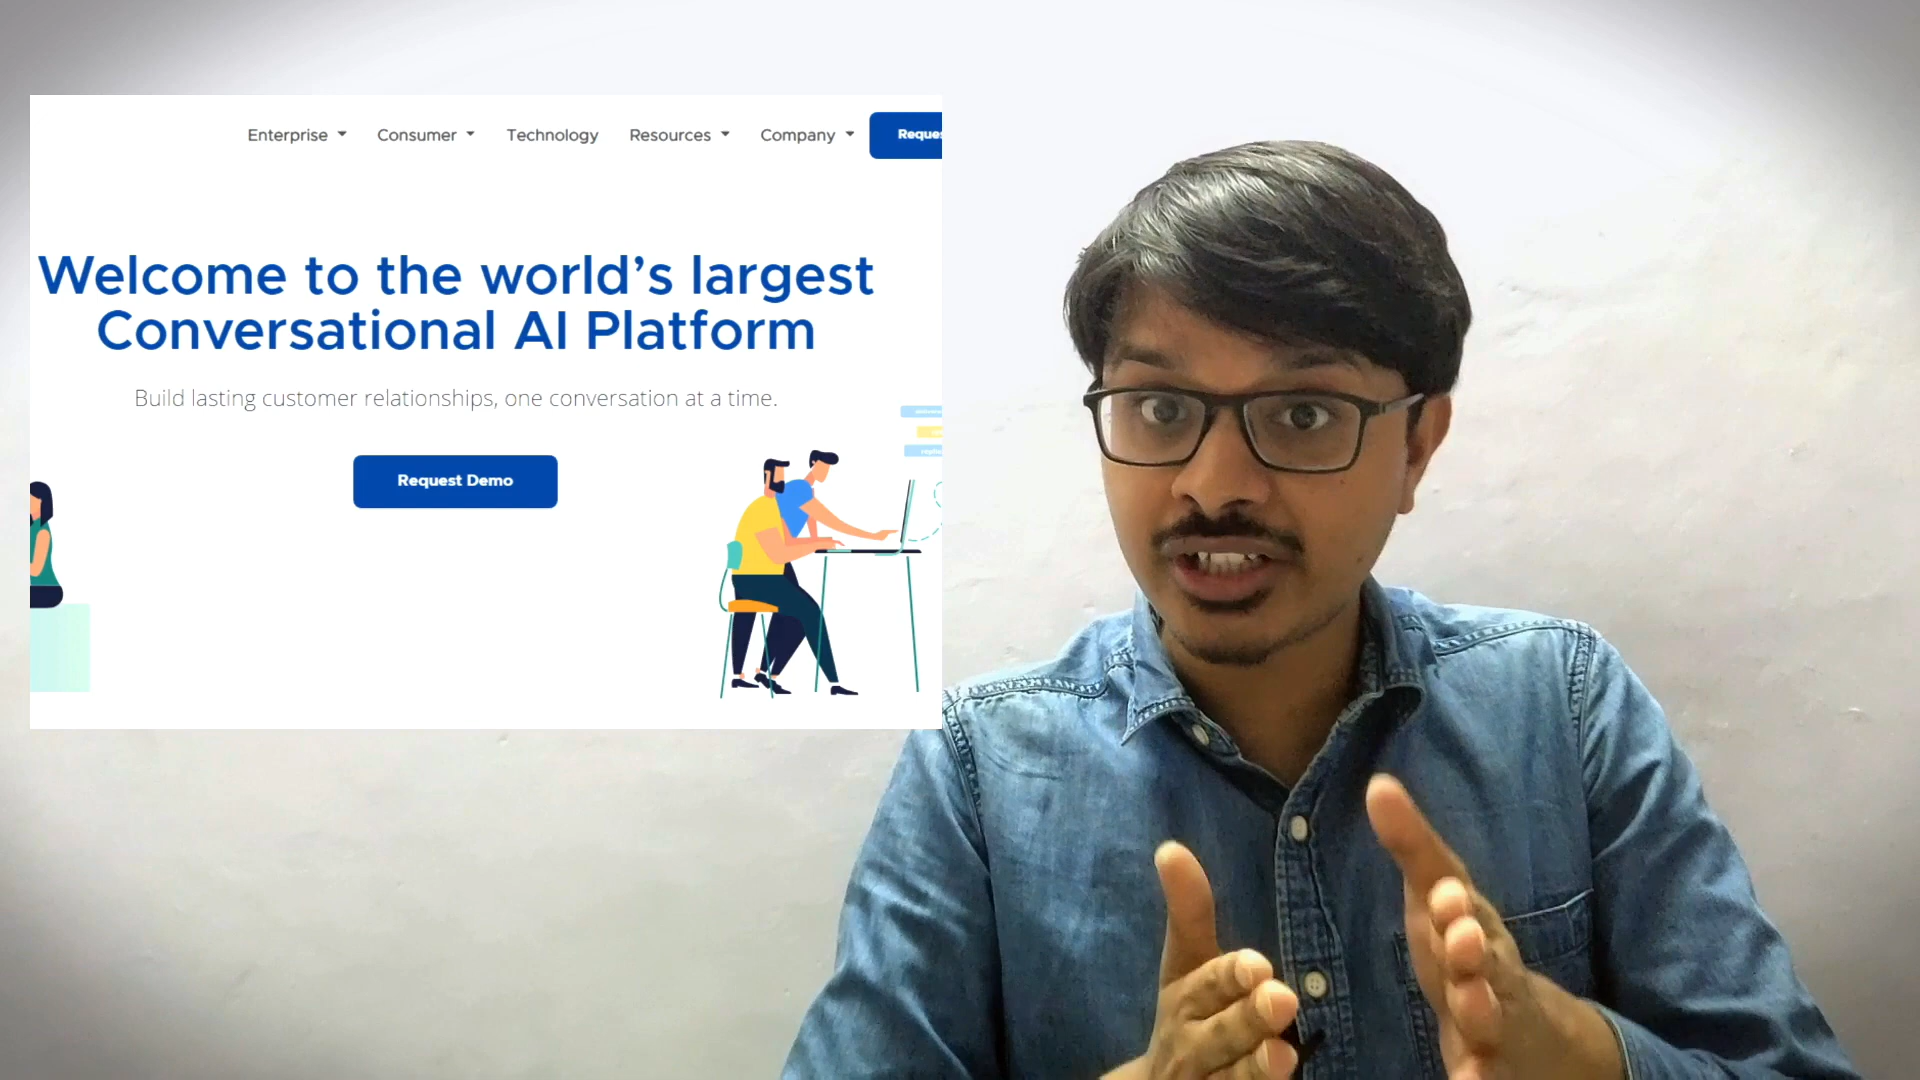 Enterprise Consumer Technology Resources Company
Welcome to the world's largest
Conversational AI Platform
Build lasting customer relationships, one conversation at a time.
Request Demo